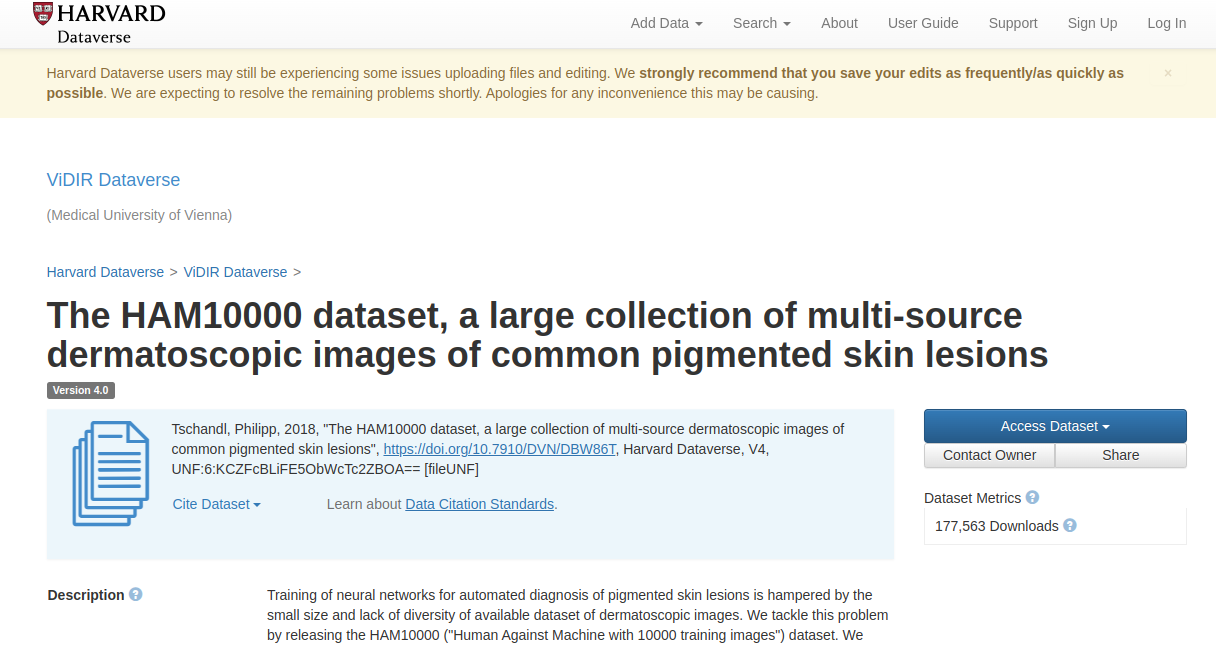 HARVARD
Dataverse
Add Data Search About User Guide Support Sign Up Log In
Harvard Dataverse users may still be experiencing some issues uploading files and editing. We strongly recommend that you save your edits as frequently/as quickly as ×
possible. We are expecting to resolve the remaining problems shortly. Apologies for any inconvenience this may be causing.
ViDIR Dataverse
(Medical University of Vienna)
Harvard Dataverse > ViDIR Dataverse >
The HAM10000 dataset, a large collection of multi-source
dermatoscopic images of common pigmented skin lesions
Version 4.0
Tschandl, Philipp, 2018, "The HAM10000 dataset, a large collection of multi-source dermatoscopic images of
common pigmented skin lesions", https://doi.org/10.7910/DVN/DBW86T, Harvard Dataverse, V4,
UNF:6:KCZFcBLiFE5ObWcTc2ZBOA== [fileUNF]
Cite Dataset Learn about Data Citation Standards.
Access Dataset
Contact Owner Share
Dataset Metrics ?
177,563 Downloads ?
Description ?
Training of neural networks for automated diagnosis of pigmented skin lesions is hampered by the
small size and lack of diversity of available dataset of dermatoscopic images. We tackle this problem
by releasing the HAM10000 ("Human Against Machine with 10000 training images") dataset. We